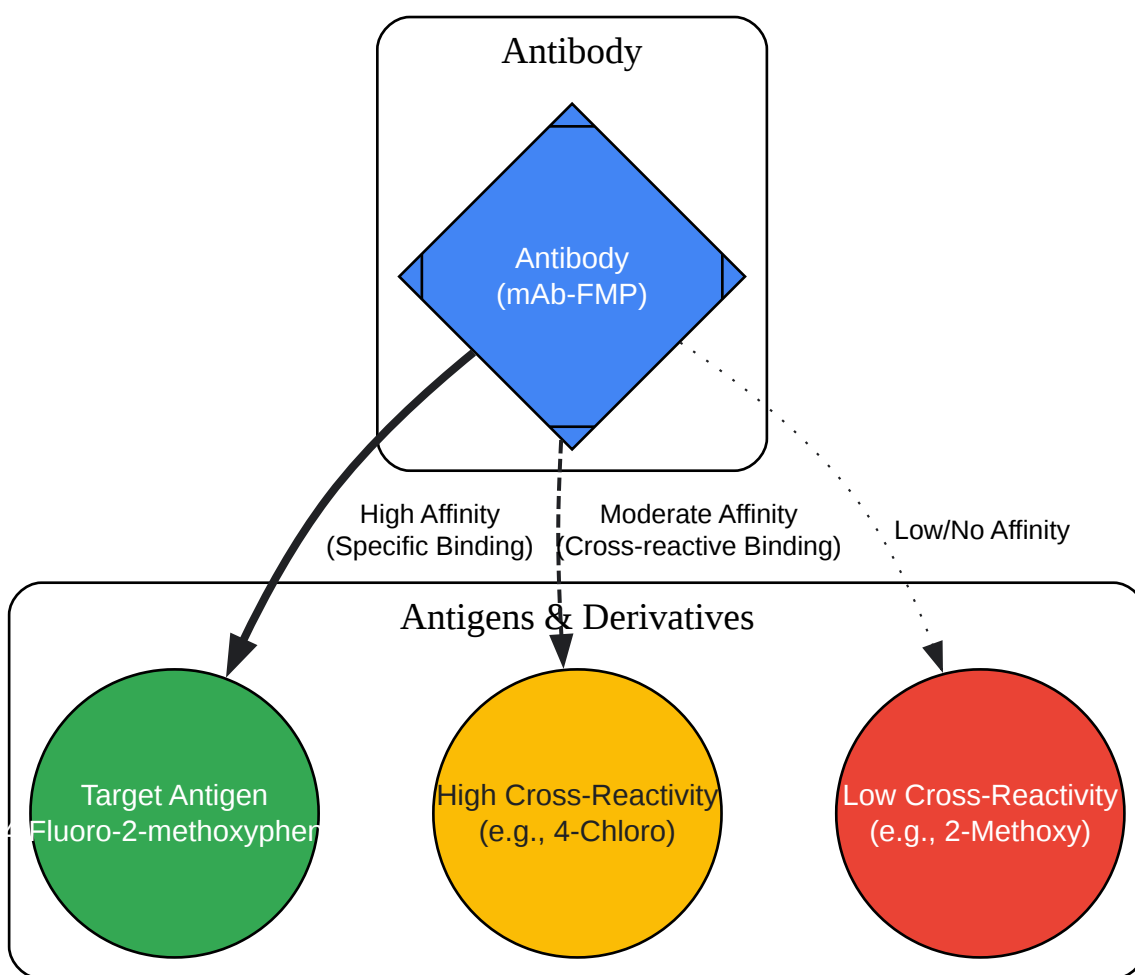 Antibody
Antibody
(mAb-FMP)
High Affinity
(Specific Binding)
Moderate Affinity
(Cross-reactive Binding)
Low/No Affinity
Antigens & Derivatives
Target Antigen
4-Fluoro-2-methoxyphen
High Cross-Reactivity
(e.g., 4-Chloro)
Low Cross-Reactivity
(e.g., 2-Methoxy)